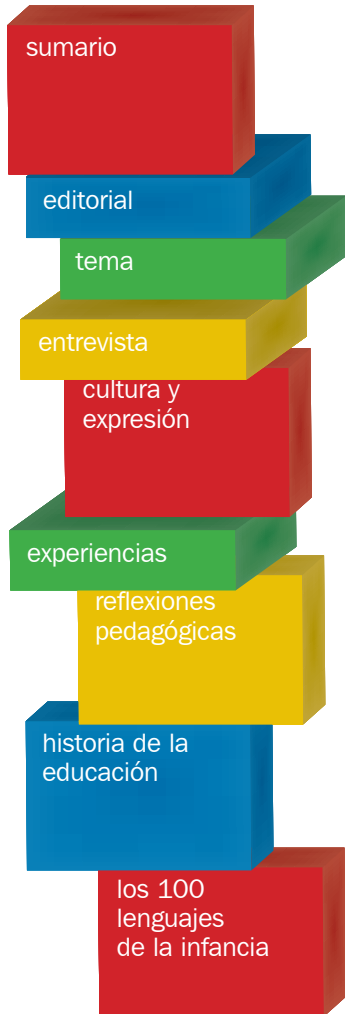 sumario
editorial
tema
entrevista
cultura y
expresión
experiencias
reflexiones
pedagógicas
historia de la
educación
los 100
lenguajes
de la infancia